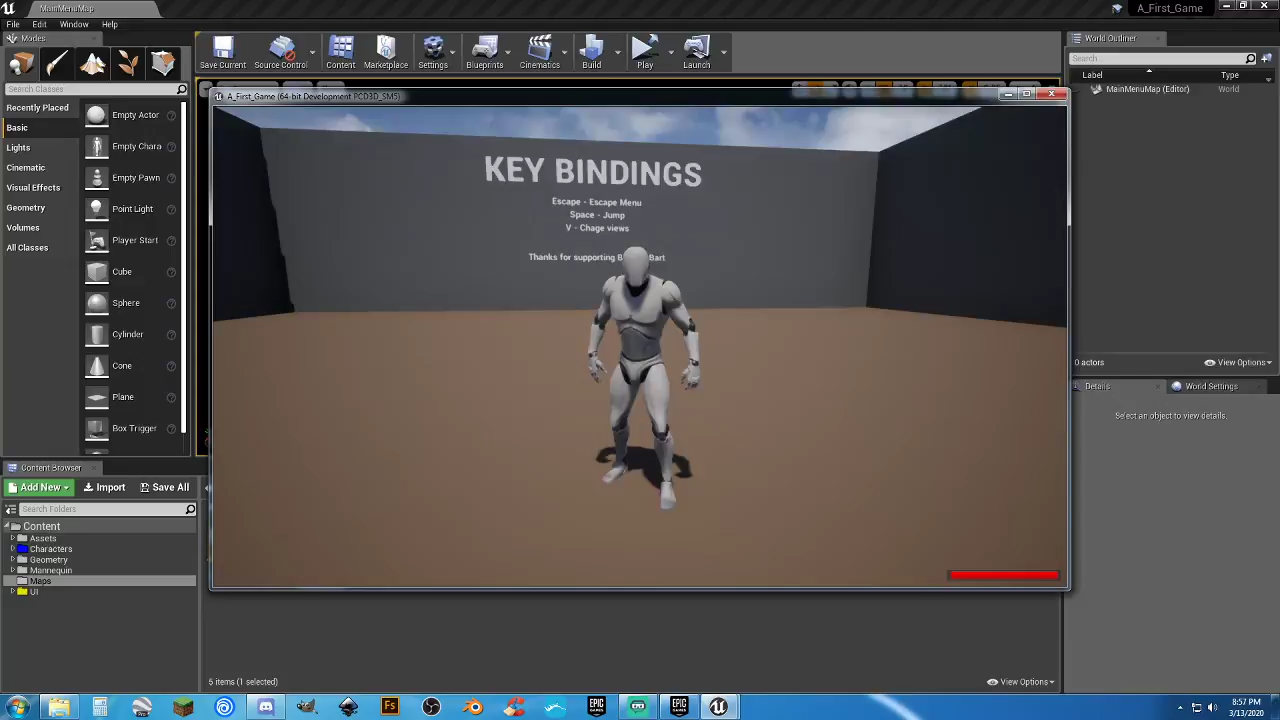 MainMenuMap
A_First_Game
File Edit Window Help
Modes
World Outliner
Search Classes
Save Current
Source Control
Content
Marketplace
Settings
Blueprints
Cinematics
Build
Play
Launch
Search
Label
Type
MainMenuMap (Editor)
World
Recently Placed
Basic
Lights
Cinematic
Visual Effects
Geometry
Volumes
All Classes
Empty Actor
Empty Chara
Empty Pawn
Point Light
Player Start
Cube
Sphere
Cylinder
Cone
Plane
Box Trigger
A_First_Game (64-bit Development PCD3D_SM5)
KEY BINDINGS
Escape - Escape Menu
Space - Jump
V - Chage views
Thanks for supporting
Bart
0 actors
View Options
Details
World Settings
Select an object to view details.
Content Browser
Add New
Import
Save All
Search Folders
Content
Assets
Characters
Geometry
Mannequin
Maps
UI
5 items (1 selected)
View Options
Fs
EPIC GAMES
EPIC GAMES
8:57 PM
3/13/2020